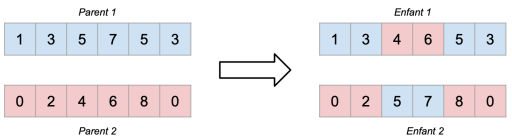 Parent 1
1 3 5 7 5 3
0 2 4 6 8 0
Parent 2
Enfant 1
1 3 4 6 5 3
0 2 5 7 8 0
Enfant 2